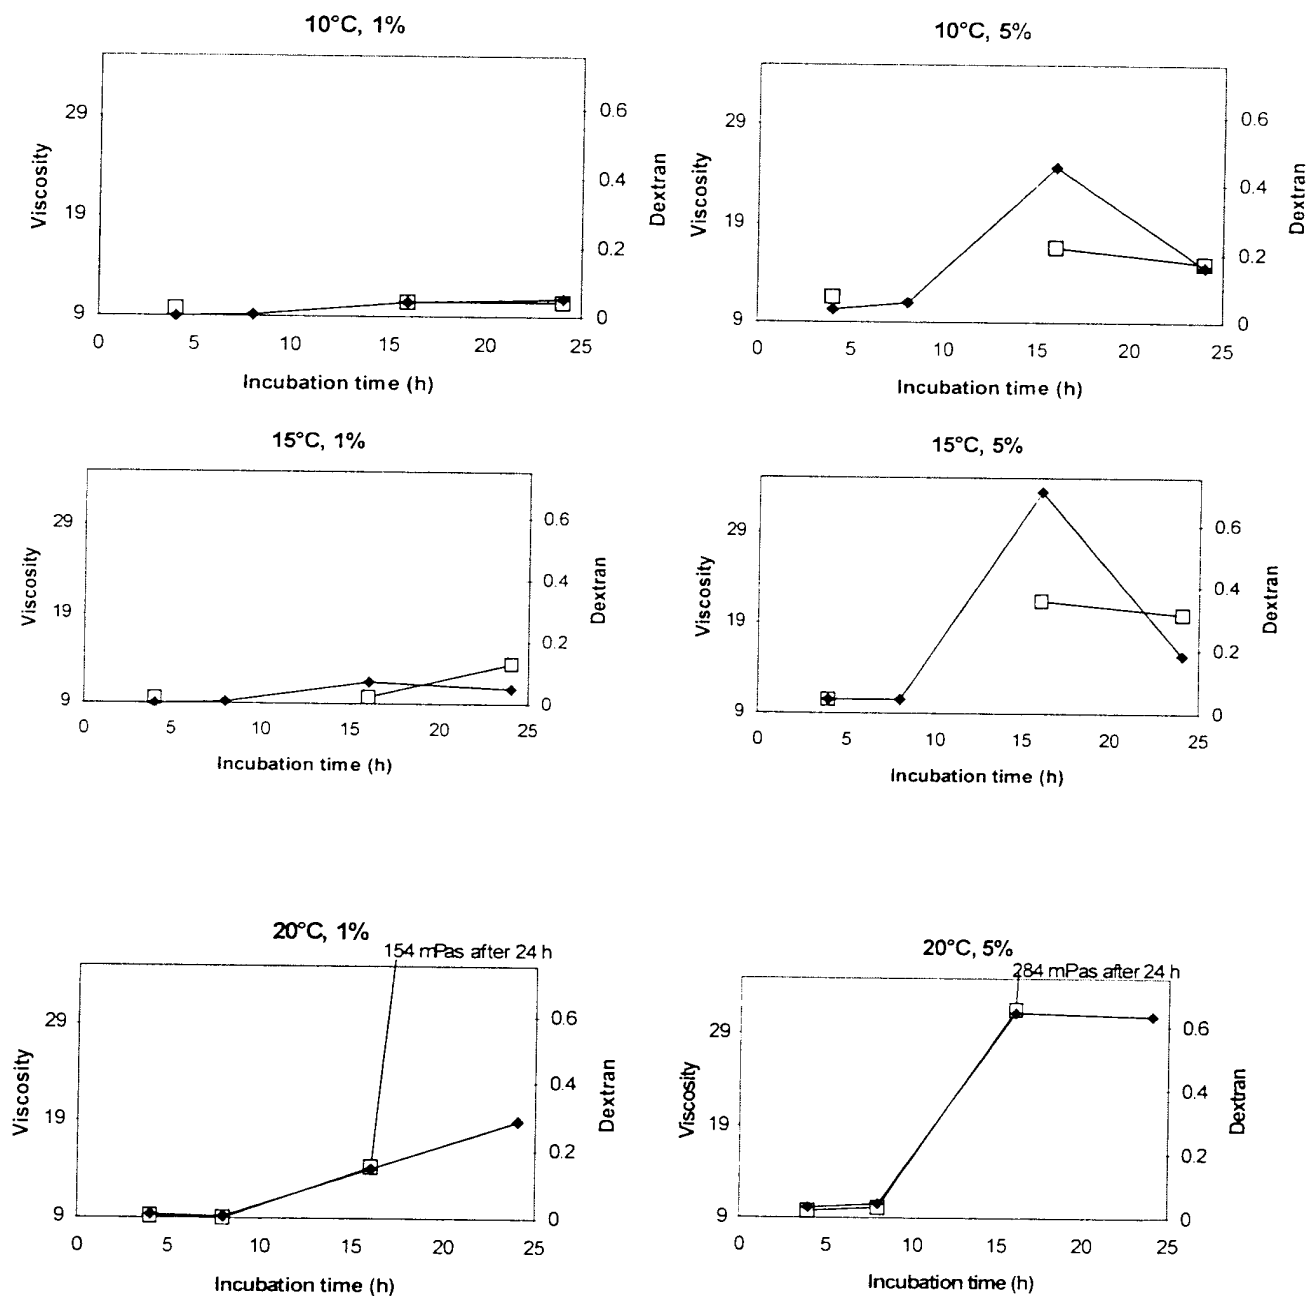 10°C, 1%
29
19
9
Viscosity
0.6
0.4
0.2
0
Dextran
0 5 10 15 20 25
Incubation time (h)
10°C, 5%
29
19
9
Viscosity
0.6
0.4
0.2
0
Dextran
0 5 10 15 20 25
Incubation time (h)
15°C, 1%
29
19
9
Viscosity
0.6
0.4
0.2
0
Dextran
0 5 10 15 20 25
Incubation time (h)
15°C, 5%
29
19
9
Viscosity
0.6
0.4
0.2
0
Dextran
0 5 10 15 20 25
Incubation time (h)
20°C, 1%
154 mPas after 24 h
29
19
9
Viscosity
0.6
0.4
0.2
0
Dextran
0 5 10 15 20 25
Incubation time (h)
20°C, 5%
284 mPas after 24 h
29
19
9
Viscosity
0.6
0.4
0.2
0
Dextran
0 5 10 15 20 25
Incubation time (h)